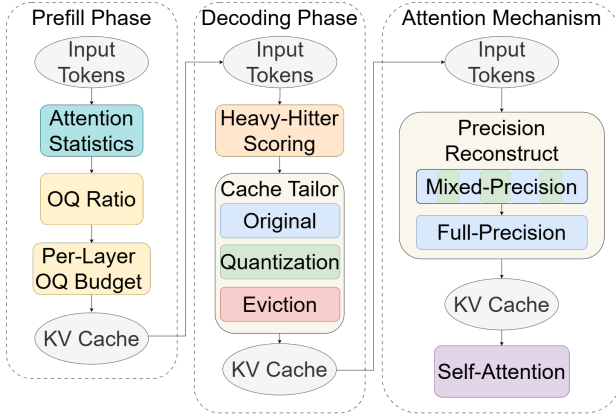 Prefill Phase
Input
Tokens
Attention
Statistics
OQ Ratio
Per-Layer
OQ Budget
KV Cache
Decoding Phase
Input
Tokens
Heavy-Hitter
Scoring
Cache Tailor
Original
Quantization
Eviction
KV Cache
Attention Mechanism
Input
Tokens
Precision
Reconstruct
Mixed-Precision
Full-Precision
KV Cache
Self-Attention